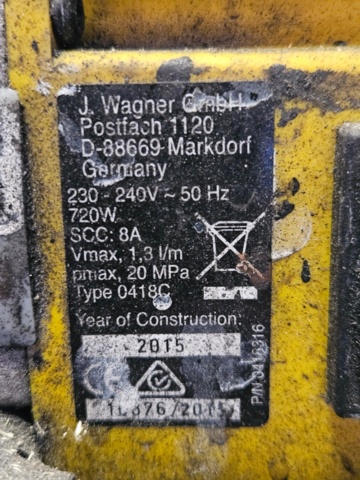 J. Wagner GmbH
Postfach 1120
D-88669 Markdorf
Germany
230 - 240V ~ 50 Hz
720W
SCC: 8A
Vmax, 1,3 l/m
pmax, 20 MPa
Type 0418C
Year of Construction:
2015
CE